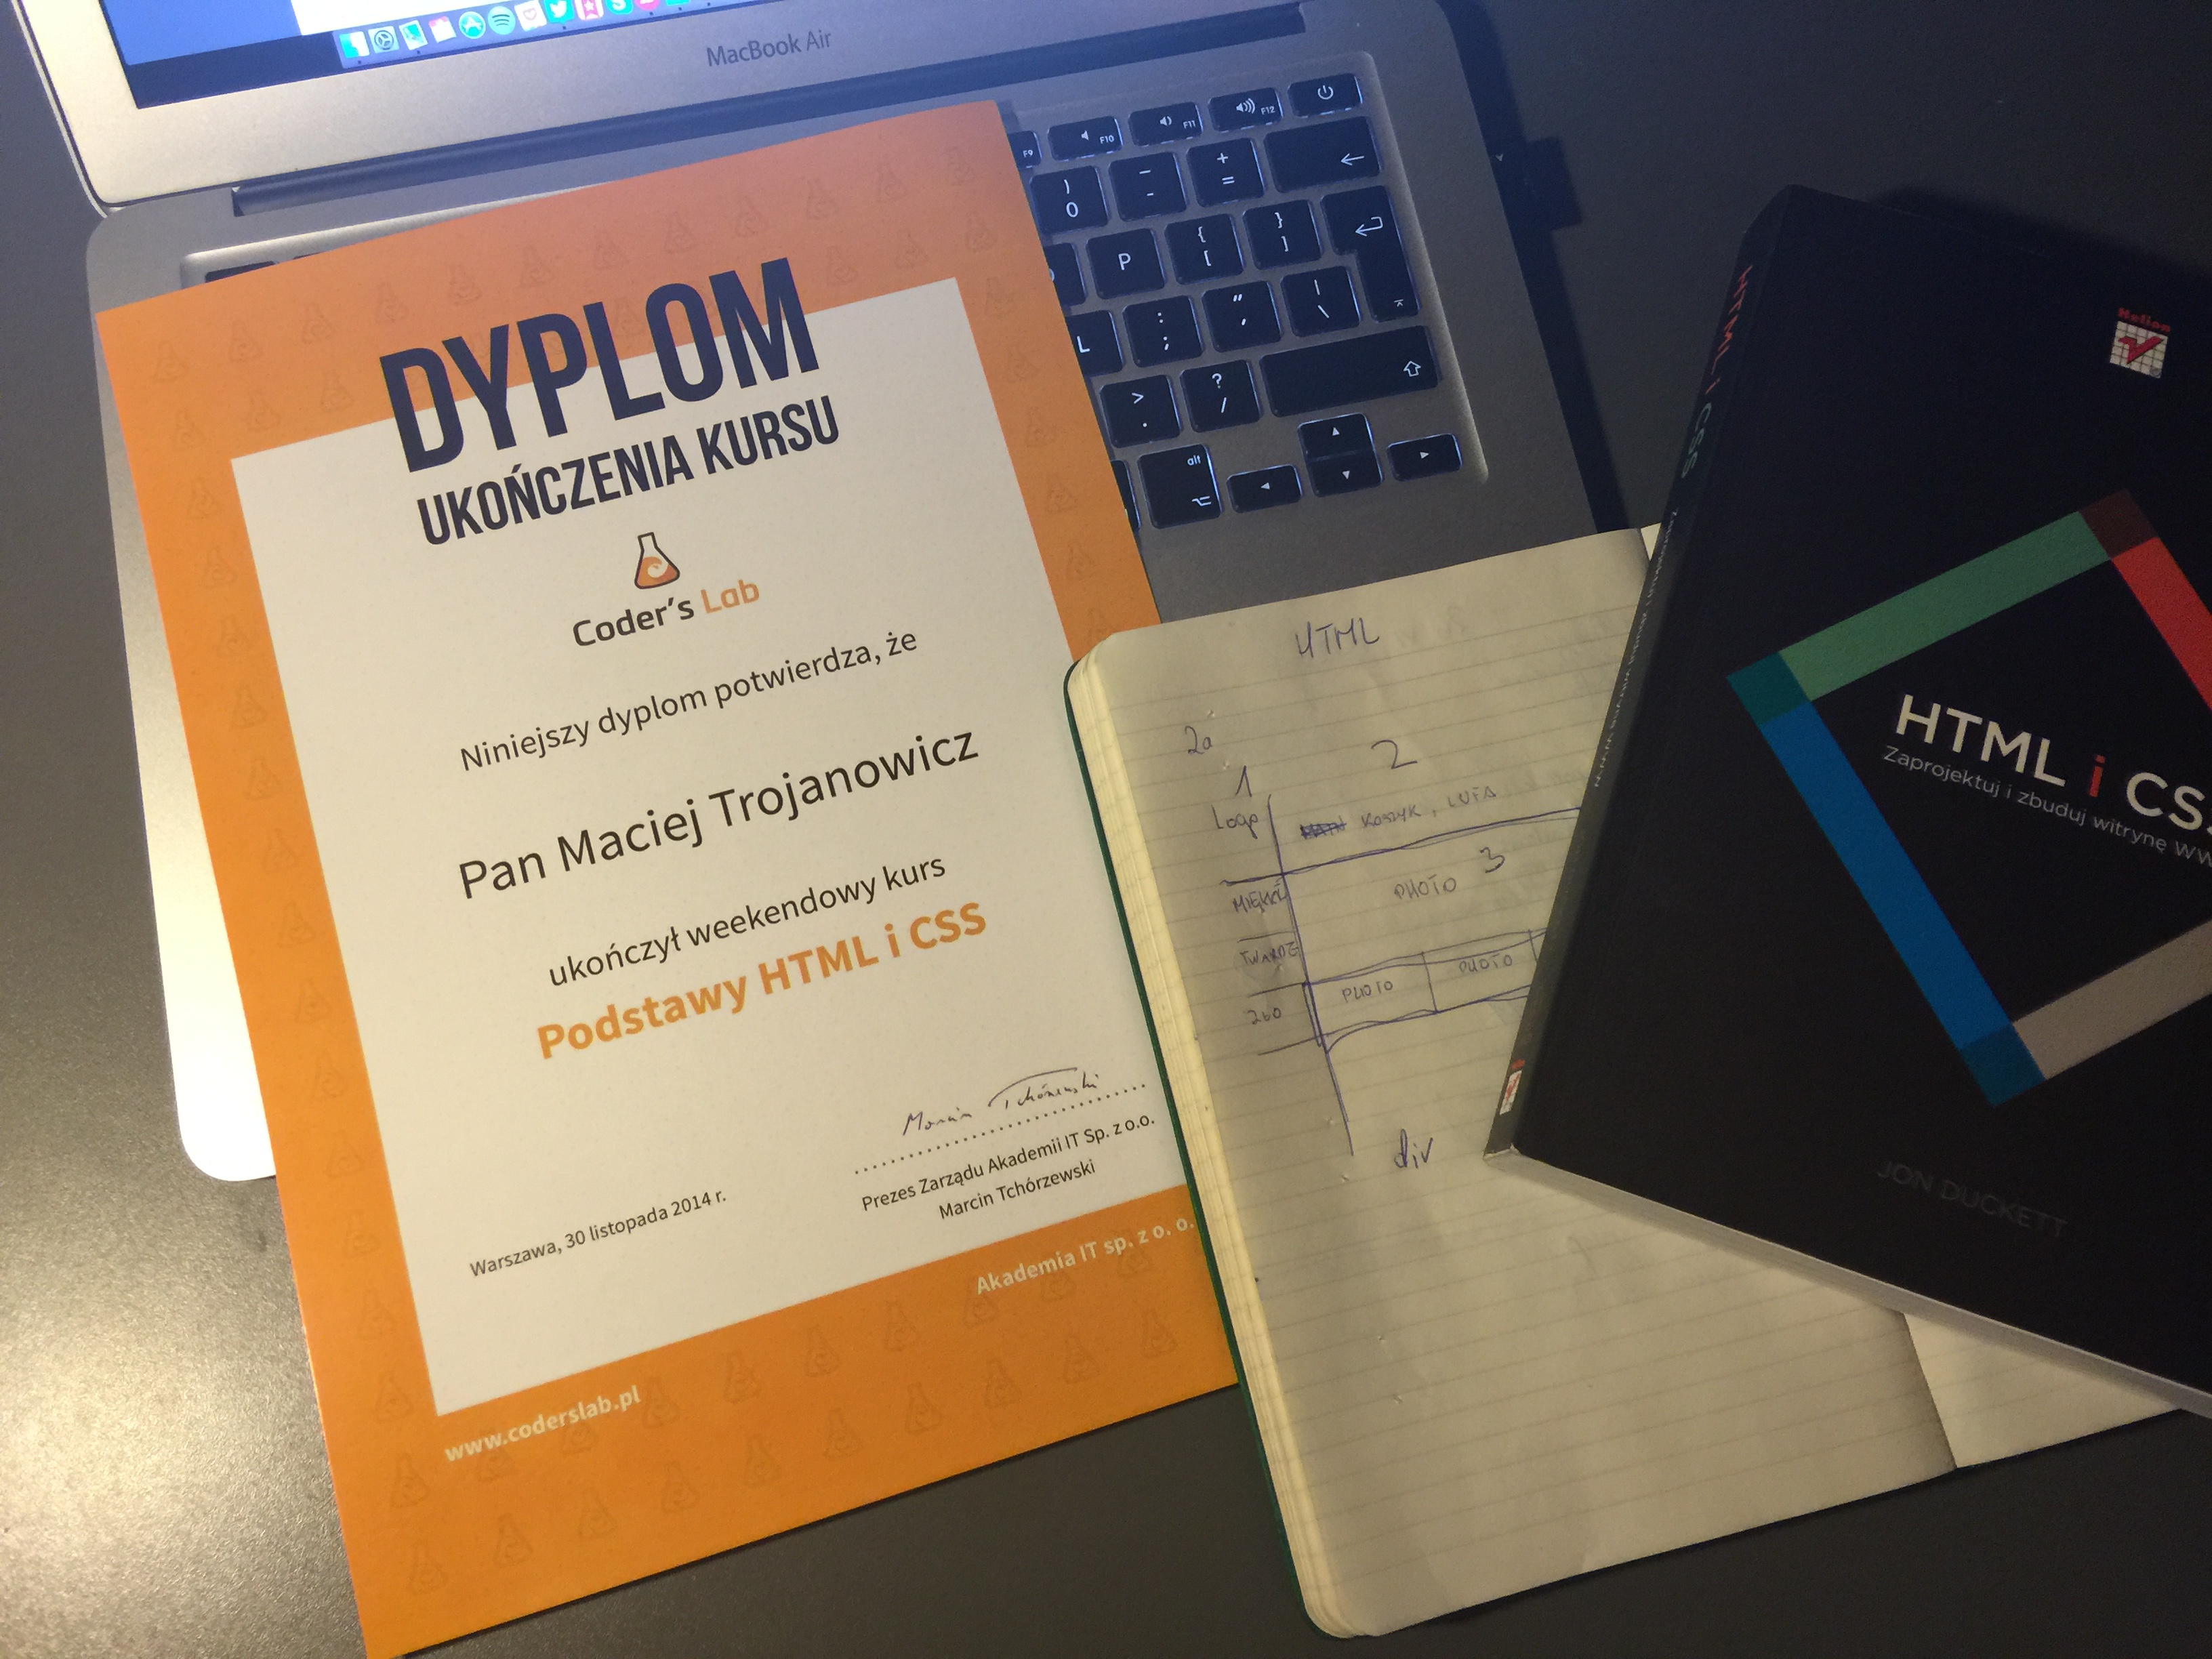 MacBook Air
F9
F10
F11
F12
)
0
_
-
+
=
P
{
[
}
]
L
:
;
"
'
|
\
>
.
?
/
alt
DYPLOM
UKOŃCZENIA KURSU
Coder's Lab
Niniejszy dyplom potwierdza, że
Pan Maciej Trojanowicz
ukończył weekendowy kurs
Podstawy HTML i CSS
Marcin Tchórzewski
Prezes Zarządu Akademii IT Sp. z o.o.
Marcin Tchórzewski
Warszawa, 30 listopada 2014 r.
Akademia IT sp. z o. o.
www.coderslab.pl
HTML
2a
1
2
Logo
KOSZYK, LUFA
3
MIĘKKIE
PHOTO
TWARDE
PHOTO
PHOTO
260
div
HTML i CSS
Helion
HTML i CSS
Zaprojektuj i zbuduj witrynę WW
JON DUCKETT